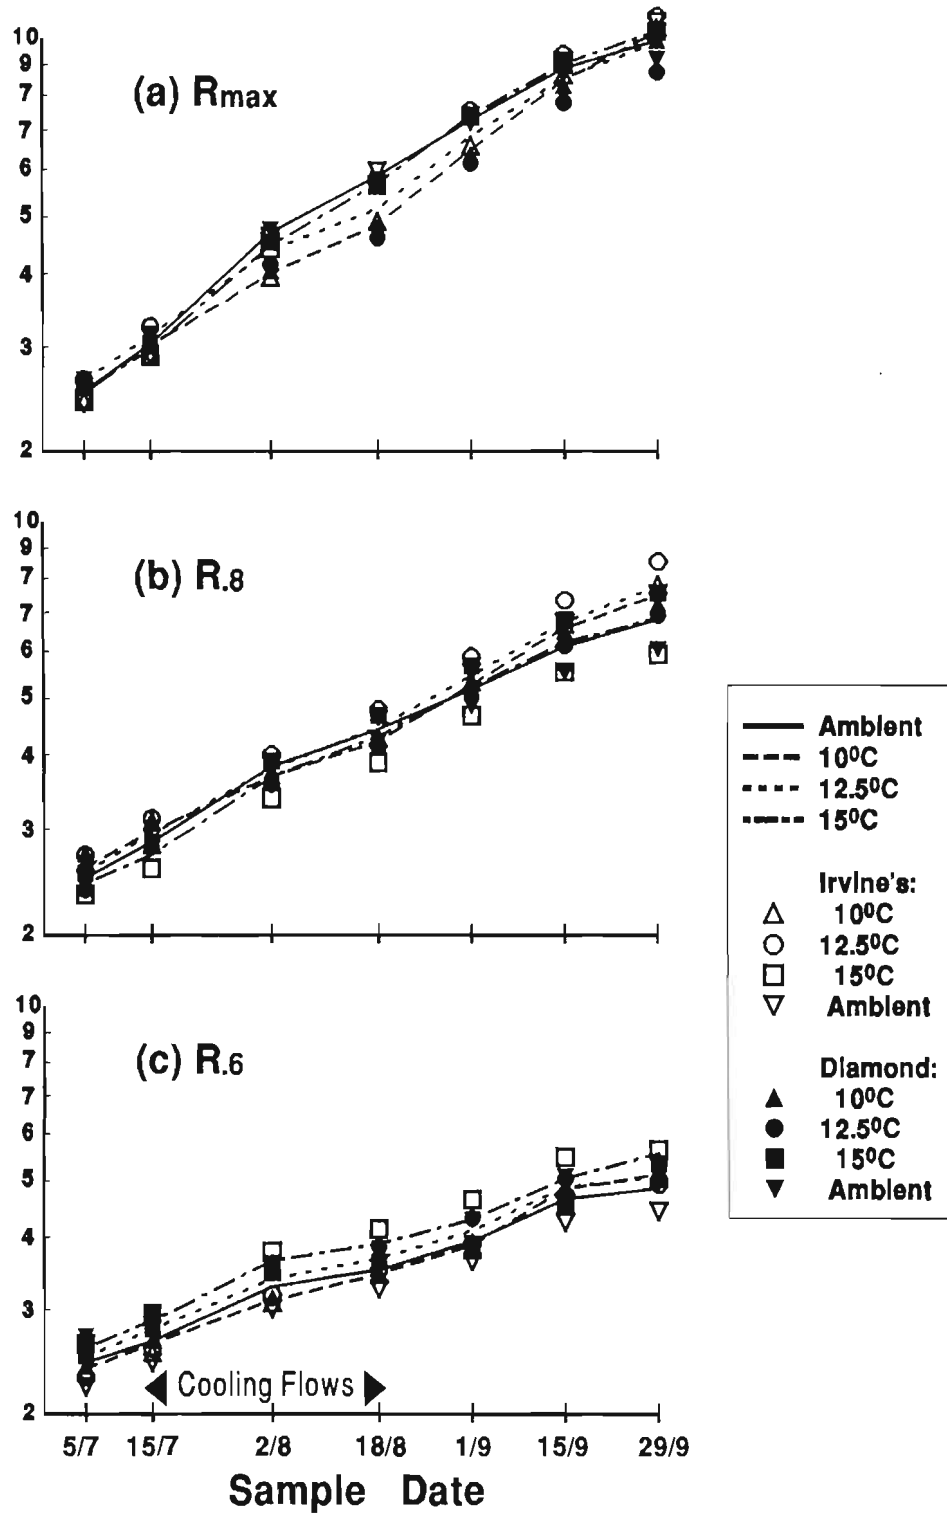 10
9
8
7
6
5
4
3
2
(a) Rmax
10
9
8
7
6
5
4
3
2
(b) R.8
10
9
8
7
6
5
4
3
2
(c) R.6
Cooling Flows
5/7 15/7 2/8 18/8 1/9 15/9 29/9
Sample Date
Ambient
10⁰C
12.5⁰C
15⁰C
Irvine's:
10⁰C
12.5⁰C
15⁰C
Ambient
Diamond:
10⁰C
12.5⁰C
15⁰C
Ambient